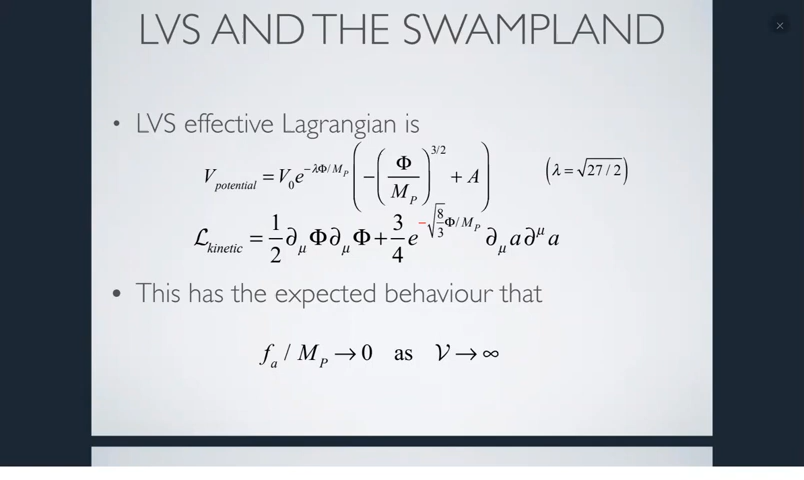 LVS AND THE SWAMPLAND
• LVS effective Lagrangian is
V_potential = V_0 e^{-λΦ/M_P} ( -( Φ / M_P )^{3/2} + A ) ( λ = √27 / 2 )
ℒ_kinetic = 1/2 ∂_μ Φ ∂_μ Φ + 3/4 e^{-√(8/3) Φ/M_P} ∂_μ a ∂^μ a
• This has the expected behaviour that
f_a / M_P → 0 as 𝒱 → ∞